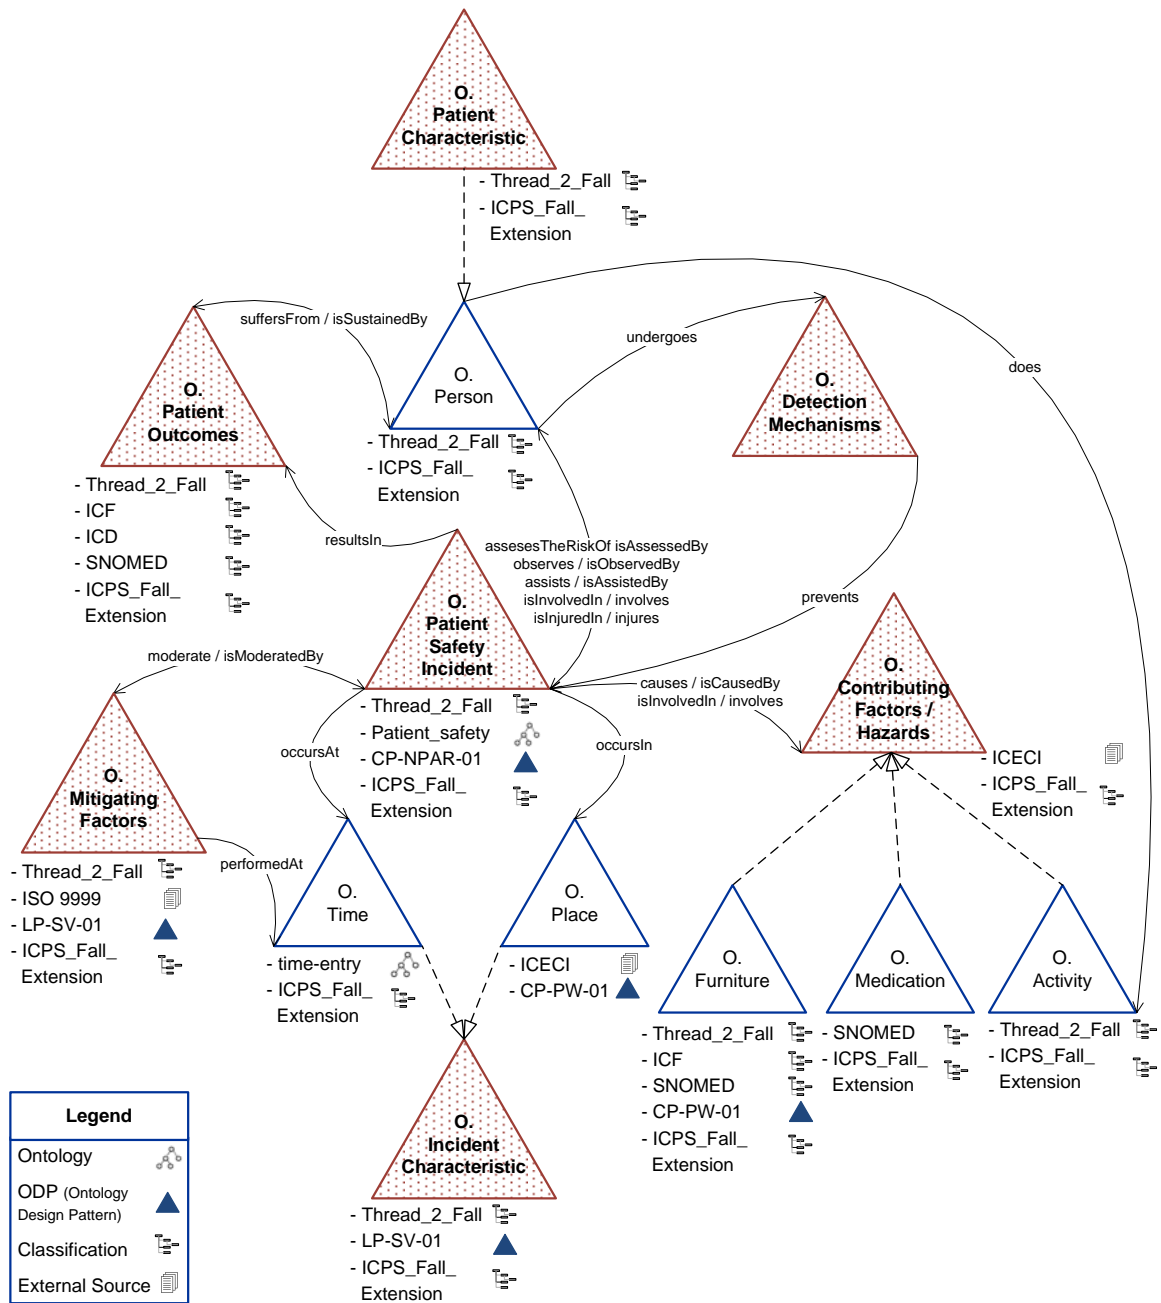 O.
Patient
Characteristic
- Thread_2_Fall
- ICPS_Fall_
Extension
suffersFrom / isSustainedBy
undergoes
does
O.
Patient
Outcomes
O.
Person
O.
Detection
Mechanisms
- Thread_2_Fall
- ICF
- ICD
- SNOMED
- ICPS_Fall_
Extension
- Thread_2_Fall
- ICPS_Fall_
Extension
resultsIn
assesesTheRiskOf isAssessedBy
observes / isObservedBy
assists / isAssistedBy
isInvolvedIn / involves
isInjuredIn / injures
prevents
O.
Patient
Safety
Incident
moderate / isModeratedBy
causes / isCausedBy
isInvolvedIn / involves
O.
Contributing
Factors /
Hazards
- Thread_2_Fall
- Patient_safety
- CP-NPAR-01
- ICPS_Fall_
Extension
occursAt
occursIn
- ICECI
- ICPS_Fall_
Extension
O.
Mitigating
Factors
- Thread_2_Fall
- ISO 9999
- LP-SV-01
- ICPS_Fall_
Extension
performedAt
O.
Time
O.
Place
- time-entry
- ICPS_Fall_
Extension
- ICECI
- CP-PW-01
O.
Furniture
O.
Medication
O.
Activity
- Thread_2_Fall
- ICF
- SNOMED
- CP-PW-01
- ICPS_Fall_
Extension
- SNOMED
- ICPS_Fall_
Extension
- Thread_2_Fall
- ICPS_Fall_
Extension
O.
Incident
Characteristic
- Thread_2_Fall
- LP-SV-01
- ICPS_Fall_
Extension
Legend
Ontology
ODP (Ontology
Design Pattern)
Classification
External Source